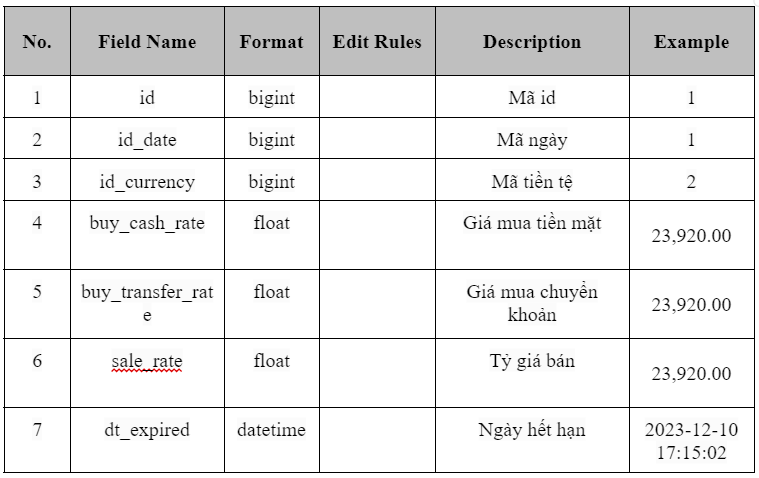 No. Field Name Format Edit Rules Description Example
1 id bigint Mã id 1
2 id_date bigint Mã ngày 1
3 id_currency bigint Mã tiền tệ 2
4 buy_cash_rate float Giá mua tiền mặt 23,920.00
5 buy_transfer_rat float Giá mua chuyển 23,920.00
e khoản
6 sale_rate float Tỷ giá bán 23,920.00
7 dt_expired datetime Ngày hết hạn 2023-12-10
17:15:02